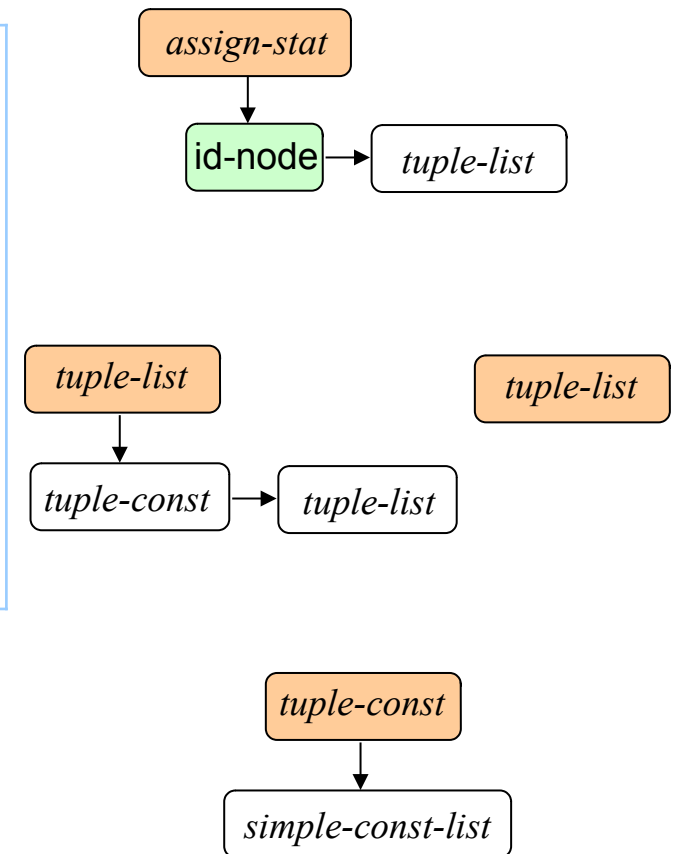 assign-stat
id-node tuple-list
tuple-list tuple-list
tuple-const tuple-list
tuple-const
simple-const-list